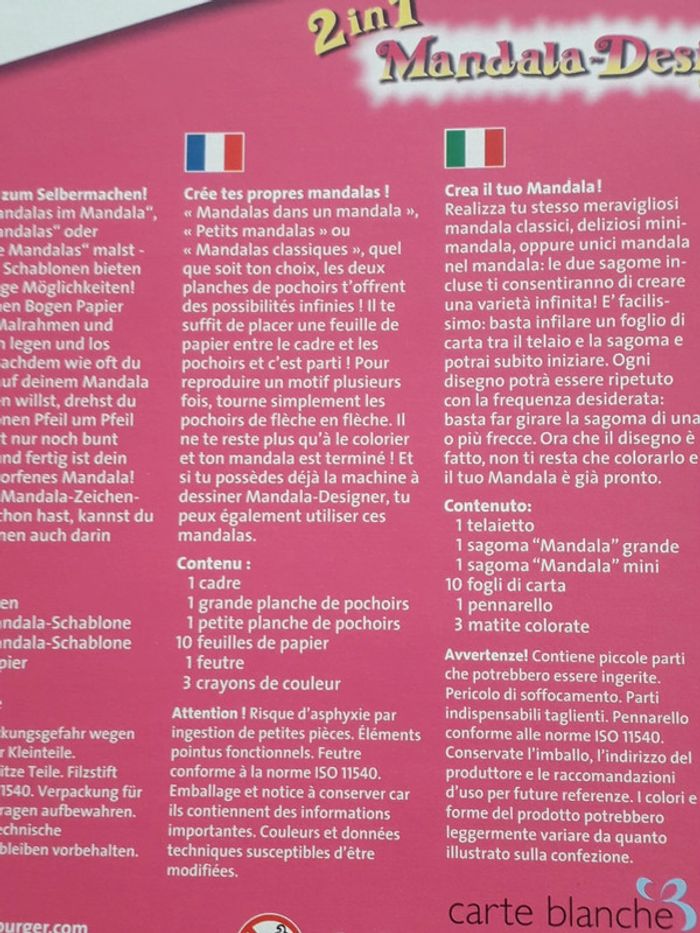 2 in 1
Mandala-Desi
zum Selbermachen!
andalas im Mandala“,
andalas“ oder
e Mandalas“ malst -
Schablonen bieten
ge Möglichkeiten!
nen Bogen Papier
Malrahmen und
n legen und los
achdem wie oft du
auf deinem Mandala
en willst, drehst du
onen Pfeil um Pfeil
t nur noch bunt
und fertig ist dein
orfenes Mandala!
Mandala-Zeichen-
chon hast, kannst du
nen auch darin
en
ndala-Schablone
ndala-Schablone
pier
ckungsgefahr wegen
r Kleinteile.
itze Teile. Filzstift
1540. Verpackung für
ragen aufbewahren.
echnische
bleiben vorbehalten.
burger.com
Crée tes propres mandalas !
« Mandalas dans un mandala »,
« Petits mandalas » ou
« Mandalas classiques », quel
que soit ton choix, les deux
planches de pochoirs t’offrent
des possibilités infinies ! Il te
suffit de placer une feuille de
papier entre le cadre et les
pochoirs et c’est parti ! Pour
reproduire un motif plusieurs
fois, tourne simplement les
pochoirs de flèche en flèche. Il
ne te reste plus qu’à le colorier
et ton mandala est terminé ! Et
si tu possèdes déjà la machine à
dessiner Mandala-Designer, tu
peux également utiliser ces
mandalas.
Contenu :
1 cadre
1 grande planche de pochoirs
1 petite planche de pochoirs
10 feuilles de papier
1 feutre
3 crayons de couleur
Attention ! Risque d’asphyxie par
ingestion de petites pièces. Éléments
pointus fonctionnels. Feutre
conforme à la norme ISO 11540.
Emballage et notice à conserver car
ils contiennent des informations
importantes. Couleurs et données
techniques susceptibles d’être
modifiées.
Crea il tuo Mandala!
Realizza tu stesso meravigliosi
mandala classici, deliziosi mini-
mandala, oppure unici mandala
nel mandala: le due sagome in-
cluse ti consentiranno di creare
una varietà infinita! E’ facilis-
simo: basta infilare un foglio di
carta tra il telaio e la sagoma e
potrai subito iniziare. Ogni
disegno potrà essere ripetuto
con la frequenza desiderata:
basta far girare la sagoma di una
o più frecce. Ora che il disegno è
fatto, non ti resta che colorarlo e
il tuo Mandala è già pronto.
Contenuto:
1 telaietto
1 sagoma “Mandala” grande
1 sagoma “Mandala” mini
10 fogli di carta
1 pennarello
3 matite colorate
Avvertenze! Contiene piccole parti
che potrebbero essere ingerite.
Pericolo di soffocamento. Parti
indispensabili taglienti. Pennarello
conforme alle norme ISO 11540.
Conservate l’imballo, l’indirizzo del
produttore e le raccomandazioni
d’uso per future referenze. I colori e
forme del prodotto potrebbero
leggermente variare da quanto
illustrato sulla confezione.
carte blanche